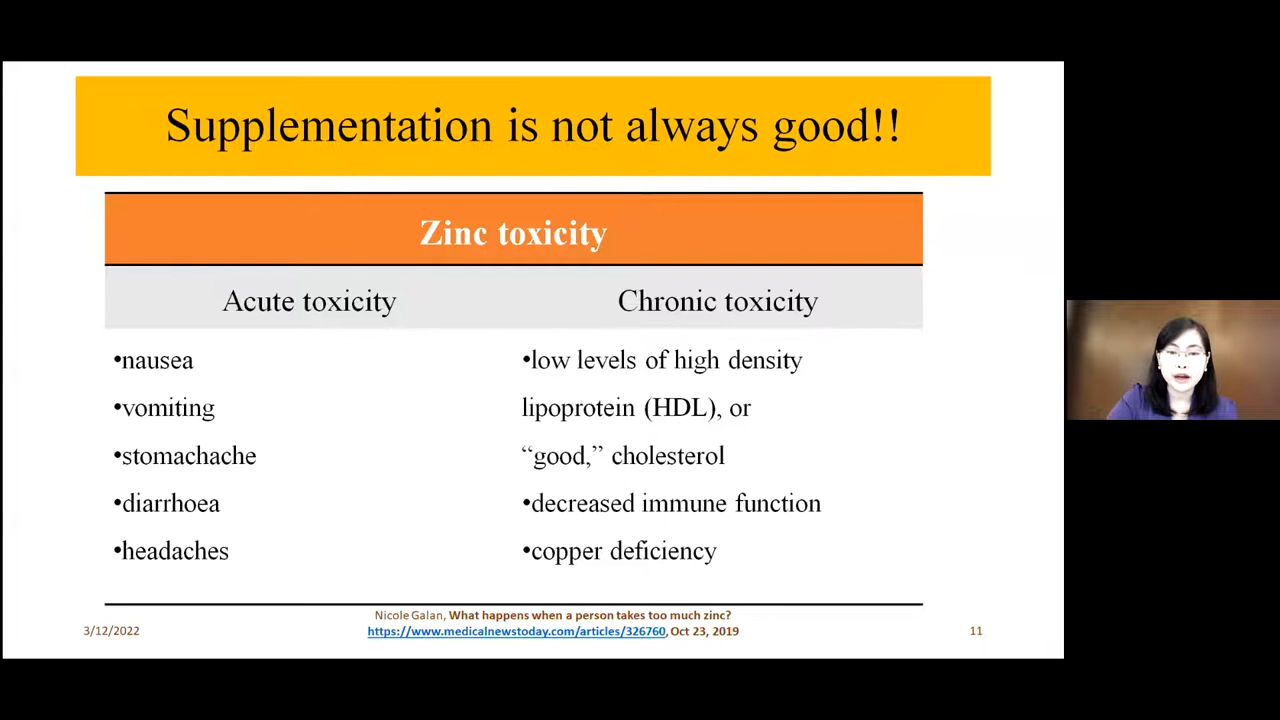 Supplementation is not always good!!
Zinc toxicity
Acute toxicity
Chronic toxicity
•nausea
•vomiting
•stomachache
•diarrhoea
•headaches
•low levels of high density
lipoprotein (HDL), or
“good,” cholesterol
•decreased immune function
•copper deficiency
Nicole Galan, What happens when a person takes too much zinc?
https://www.medicalnewstoday.com/articles/326760, Oct 23, 2019
3/12/2022
11